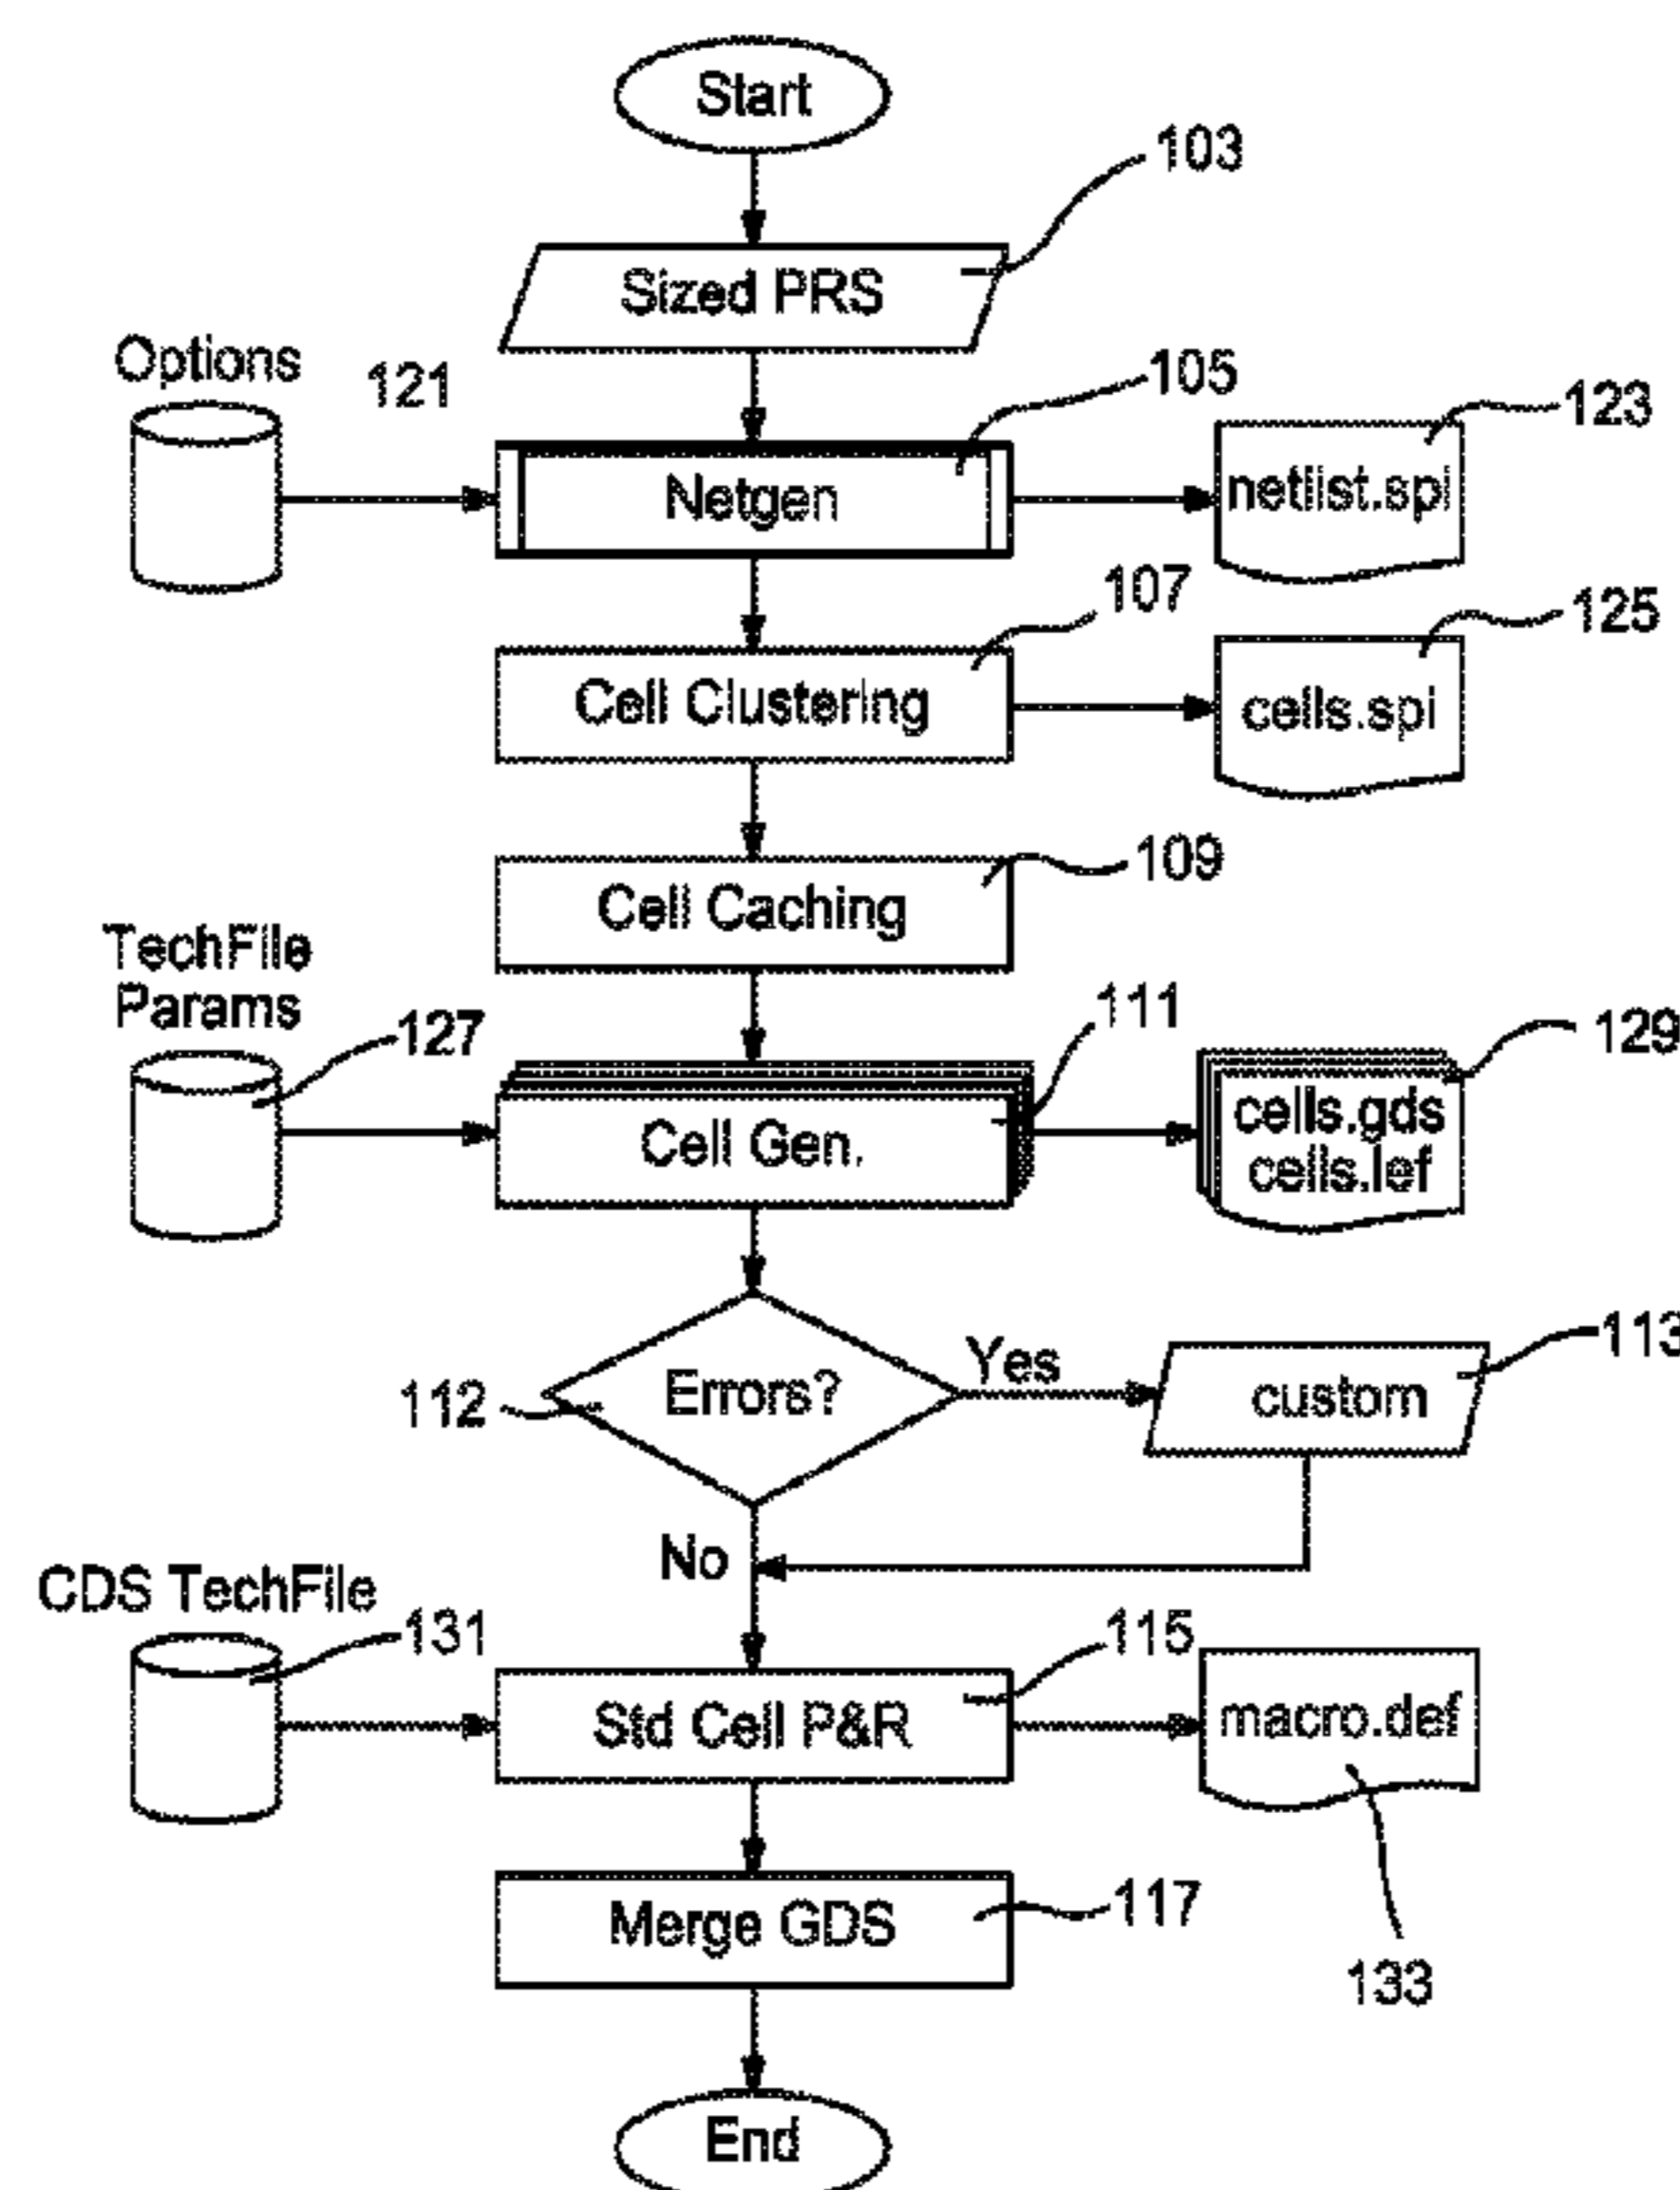 Start
103
Sized PRS
Options
121
105
123
Netgen
netlist.spi
107
125
Cell Clustering
cells.spi
109
Cell Caching
TechFile
Params
127
111
129
cells.gds
Cell Gen.
cells.lef
113
Yes
112
Errors?
custom
No
CDS TechFile
131
115
Std Cell P&R
macro.def
Merge GDS
117
133
End